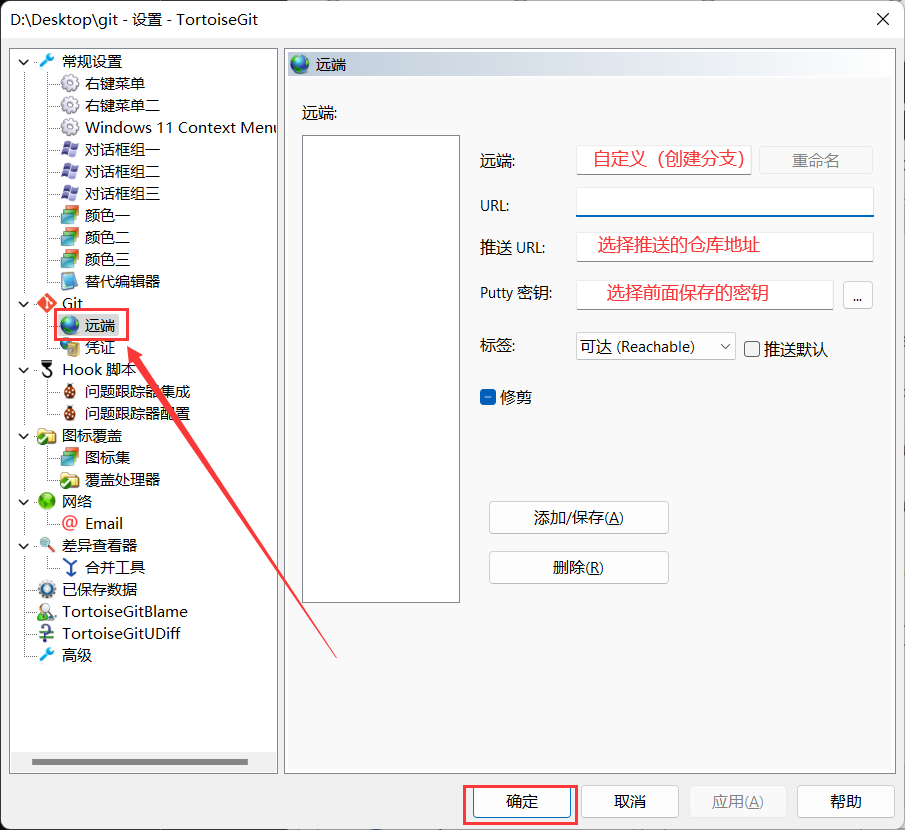 D:\Desktop\git - 设置 - TortoiseGit
常规设置
右键菜单
右键菜单二
Windows 11 Context Menu
对话框组一
对话框组二
对话框组三
颜色一
颜色二
颜色三
替代编辑器
Git
远端
凭证
Hook 脚本
问题跟踪器集成
问题跟踪器配置
图标覆盖
图标集
覆盖处理器
网络
Email
差异查看器
合并工具
已保存数据
TortoiseGitBlame
TortoiseGitUDiff
高级
远端
远端:
远端: 自定义（创建分支） 重命名
URL:
推送 URL: 选择推送的仓库地址
Putty 密钥: 选择前面保存的密钥 ...
标签: 可达 (Reachable) 推送默认
修剪
添加/保存(A)
删除(R)
确定 取消 应用(A) 帮助